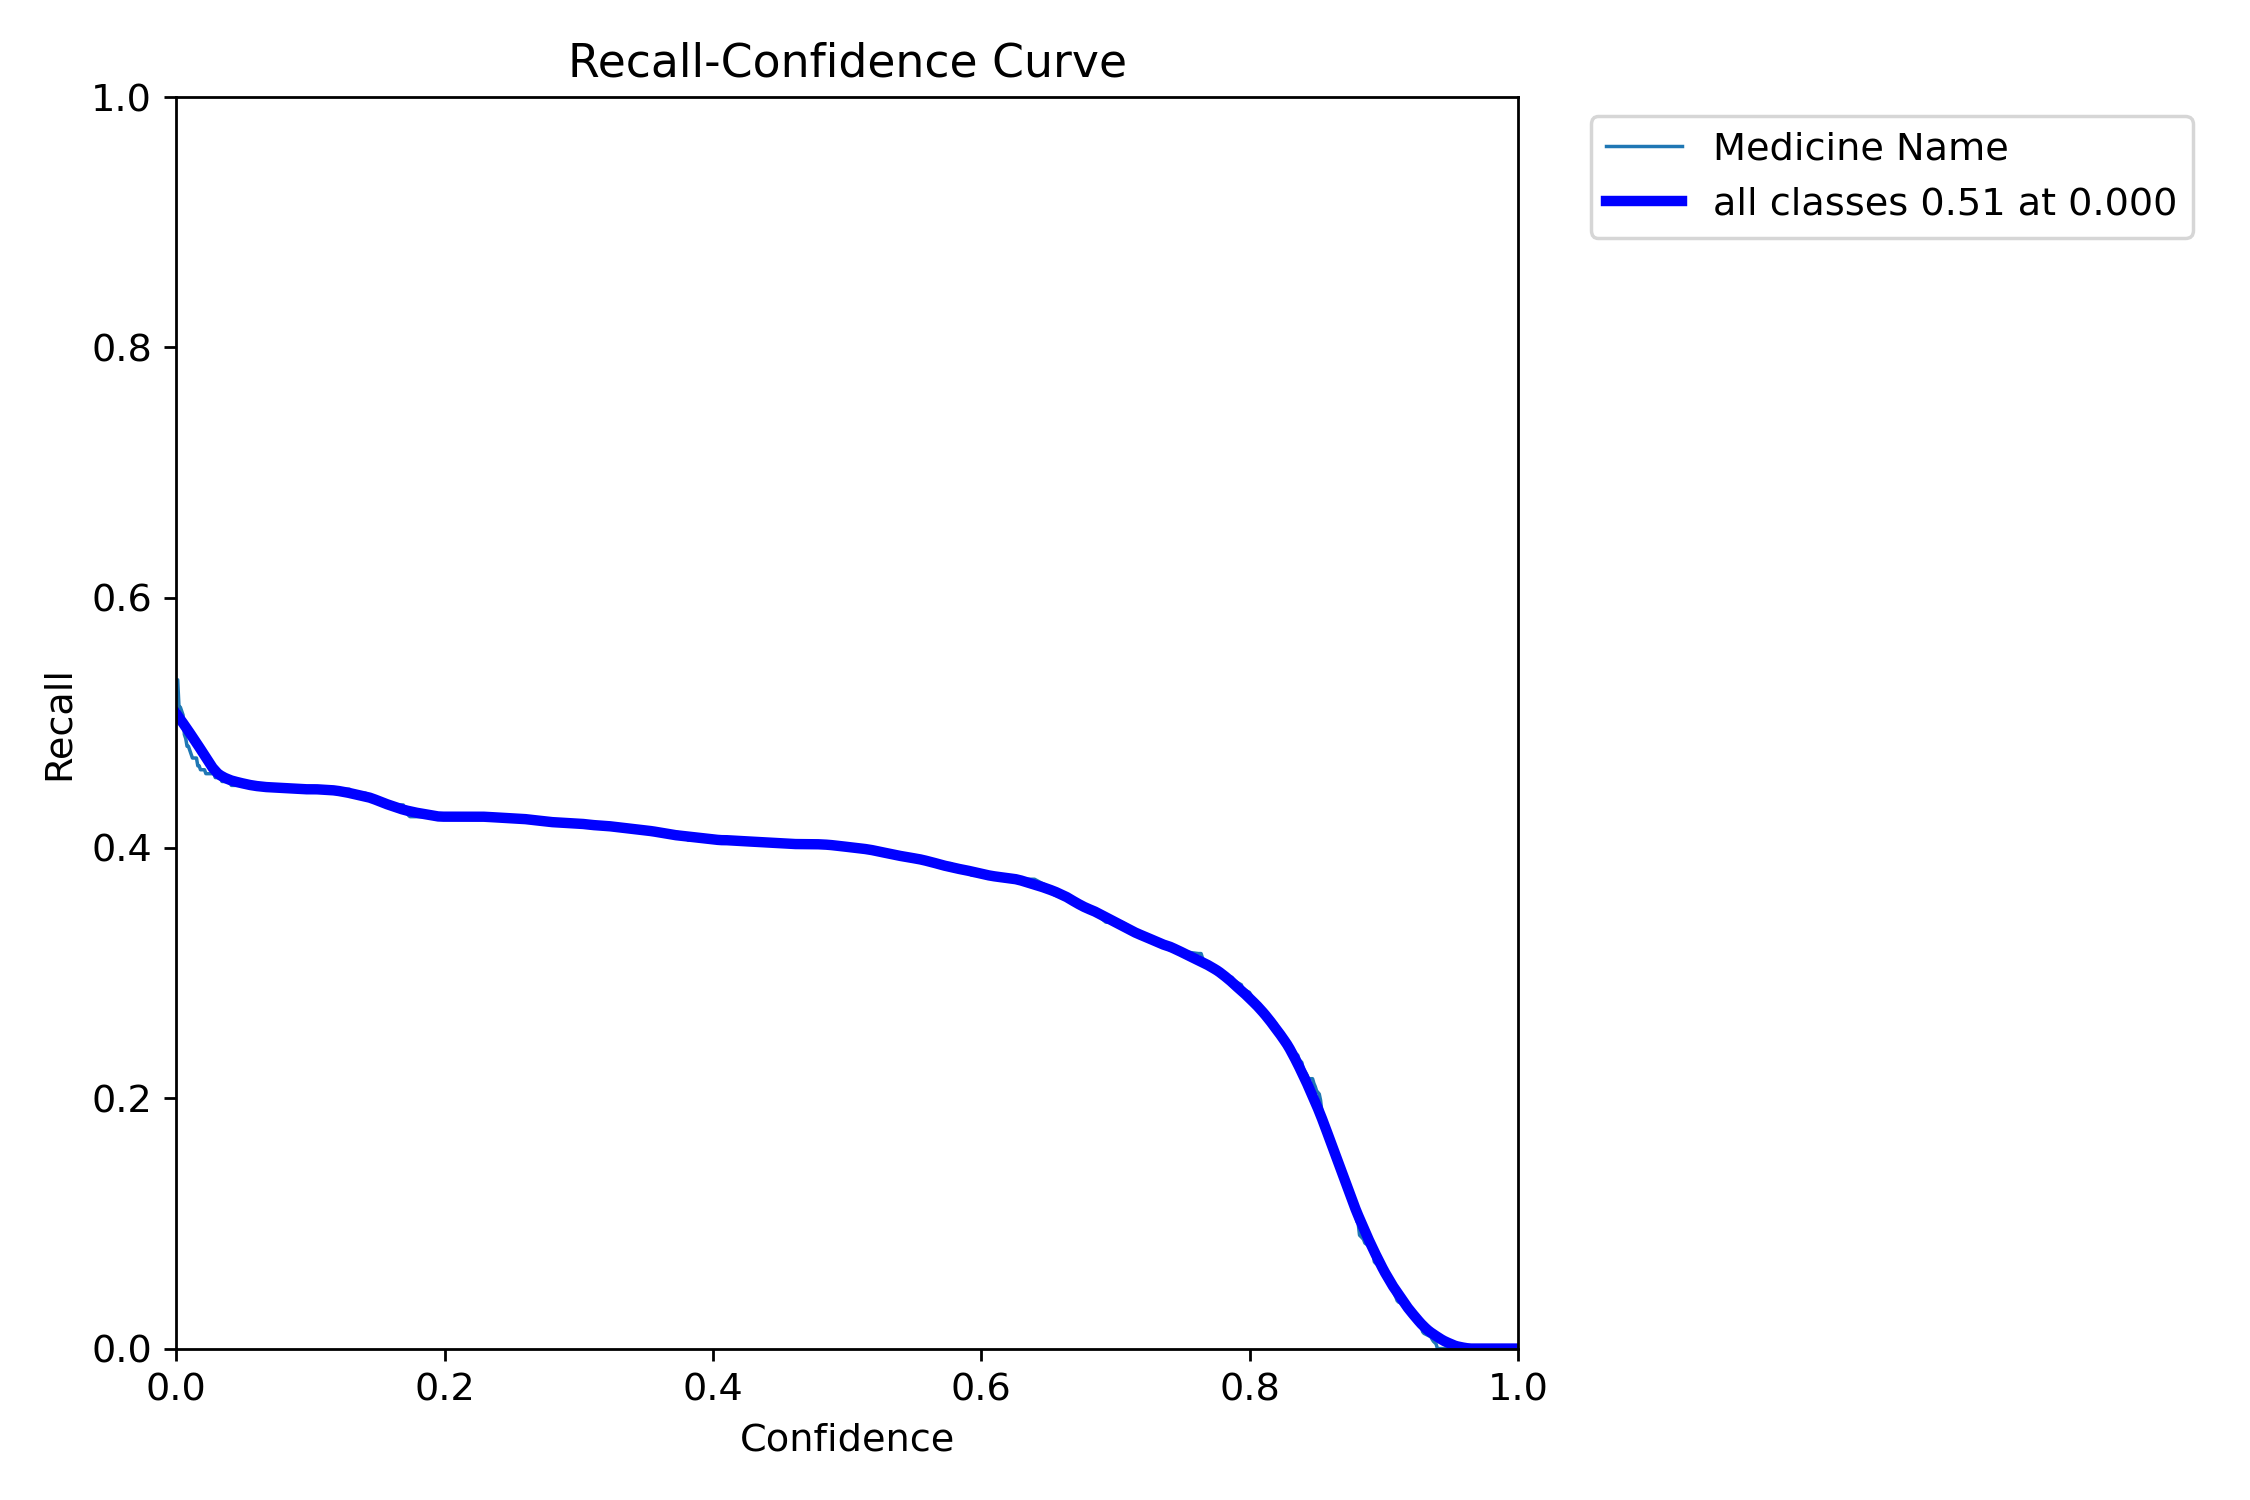 Recall-Confidence Curve
Medicine Name
all classes 0.51 at 0.000
1.0
0.8
0.6
0.4
0.2
0.0
Recall
0.0 0.2 0.4 0.6 0.8 1.0
Confidence